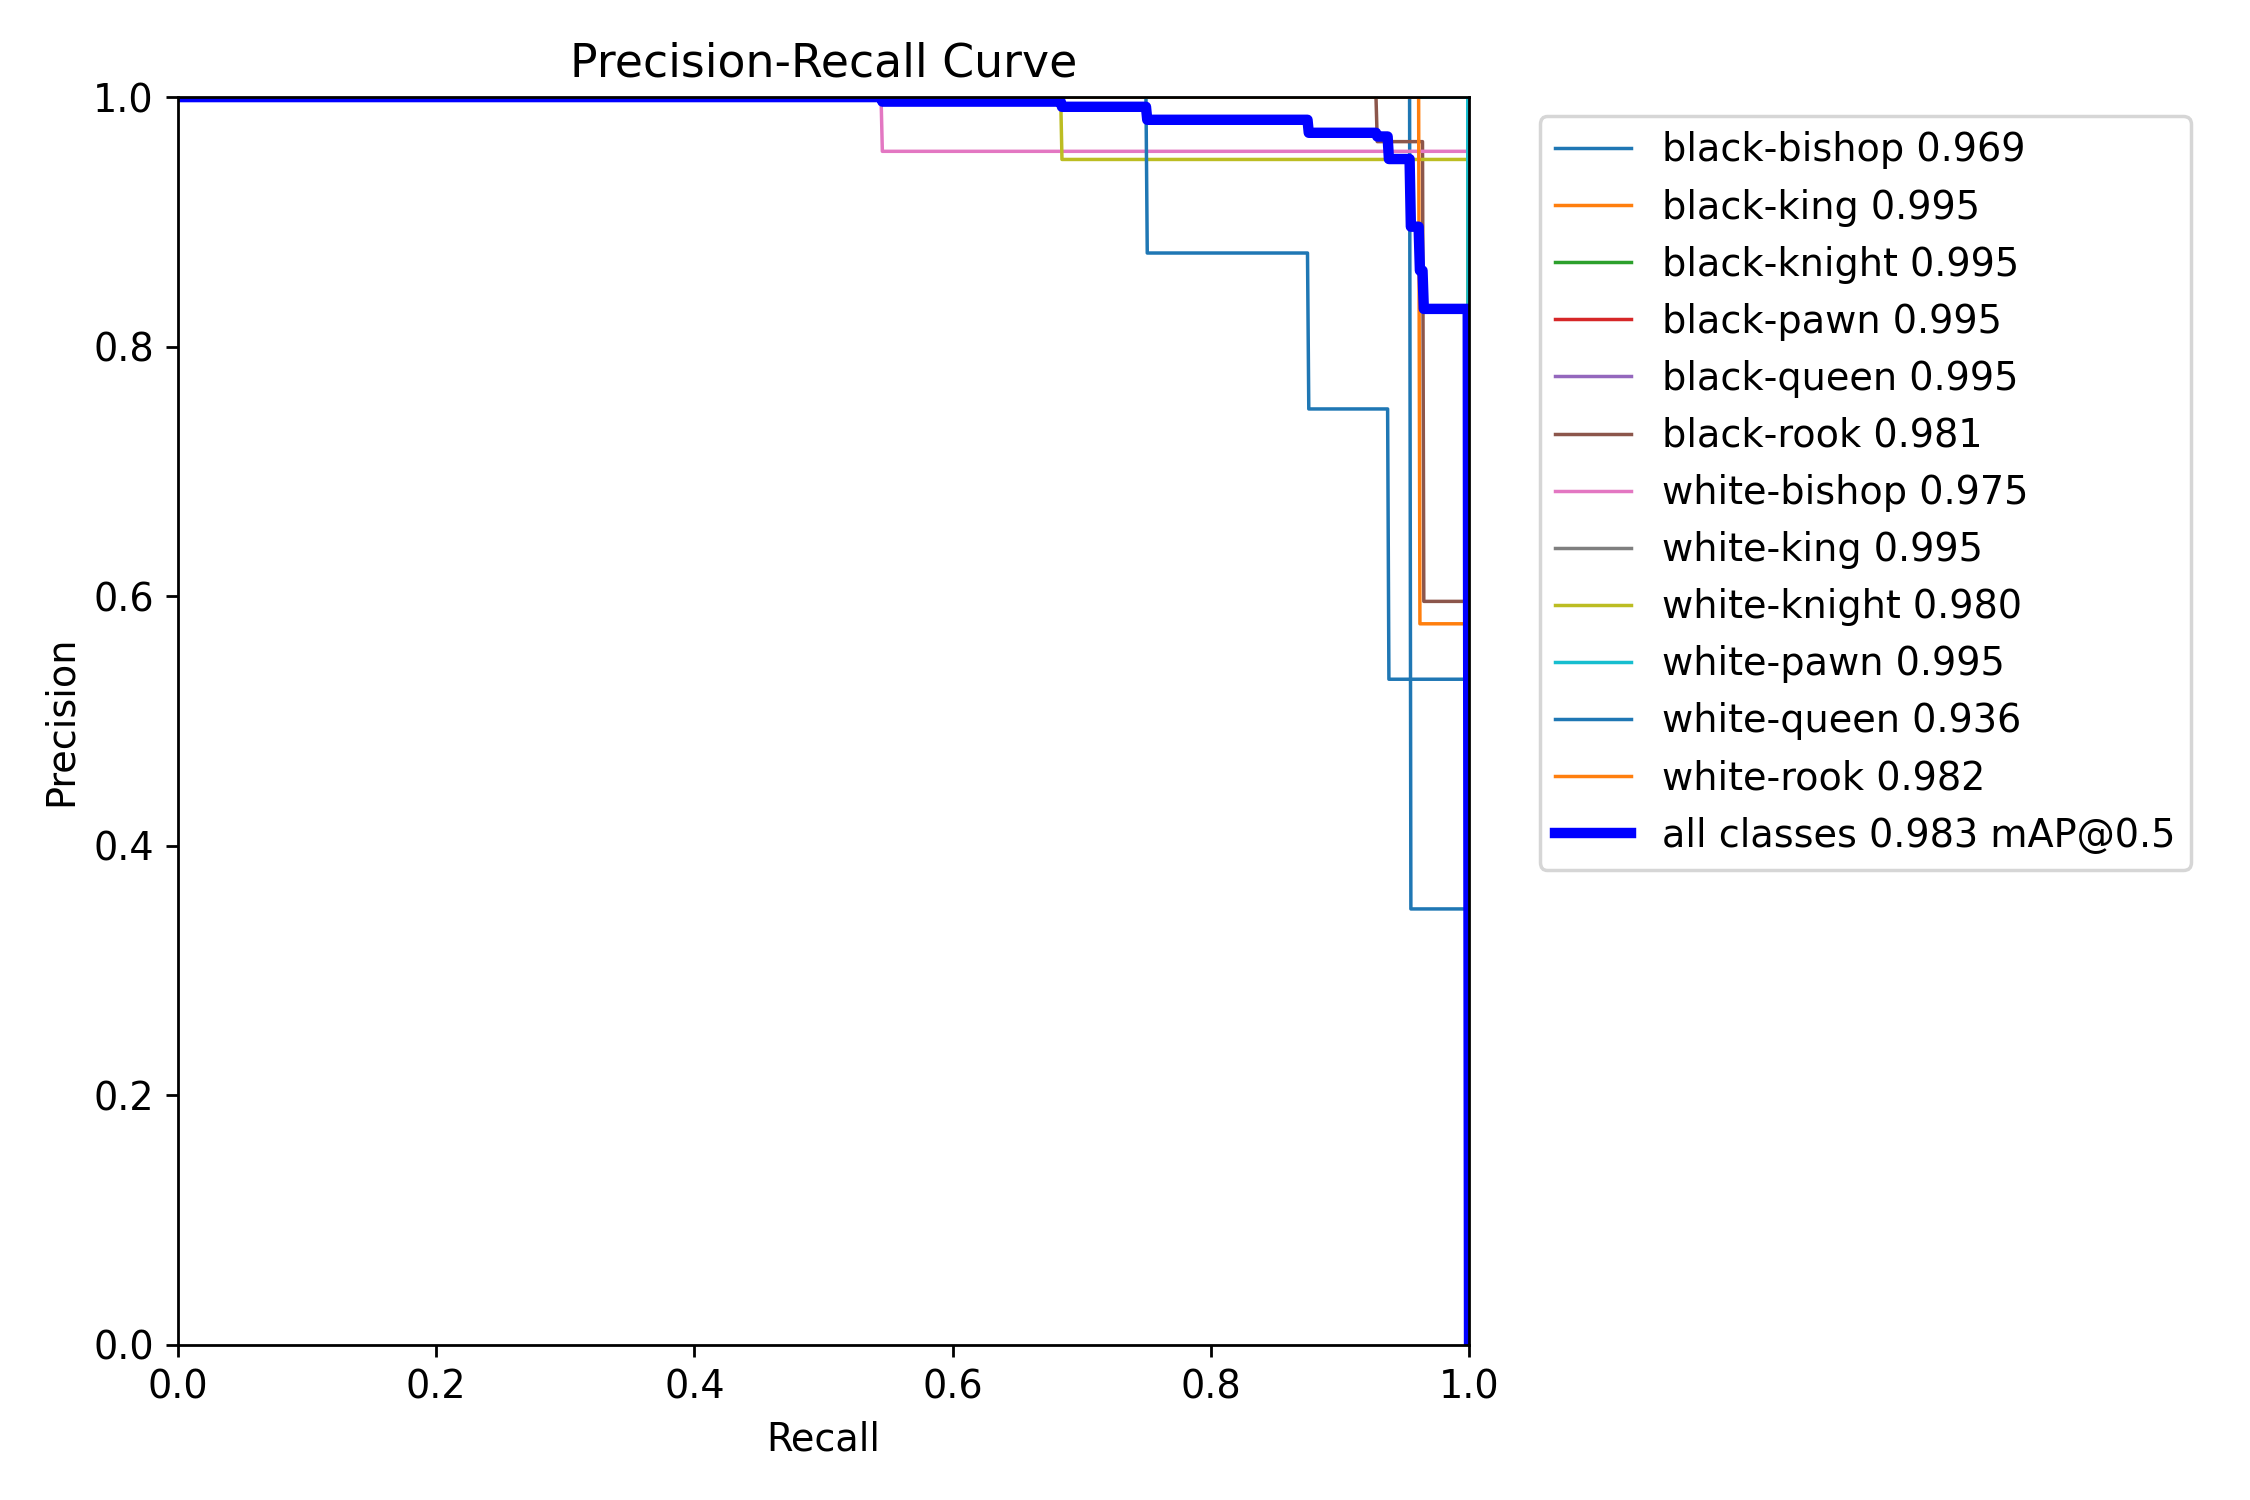 Precision-Recall Curve
1.0
0.8
0.6
0.4
0.2
0.0
Precision
0.0 0.2 0.4 0.6 0.8 1.0
Recall
black-bishop 0.969
black-king 0.995
black-knight 0.995
black-pawn 0.995
black-queen 0.995
black-rook 0.981
white-bishop 0.975
white-king 0.995
white-knight 0.980
white-pawn 0.995
white-queen 0.936
white-rook 0.982
all classes 0.983 mAP@0.5